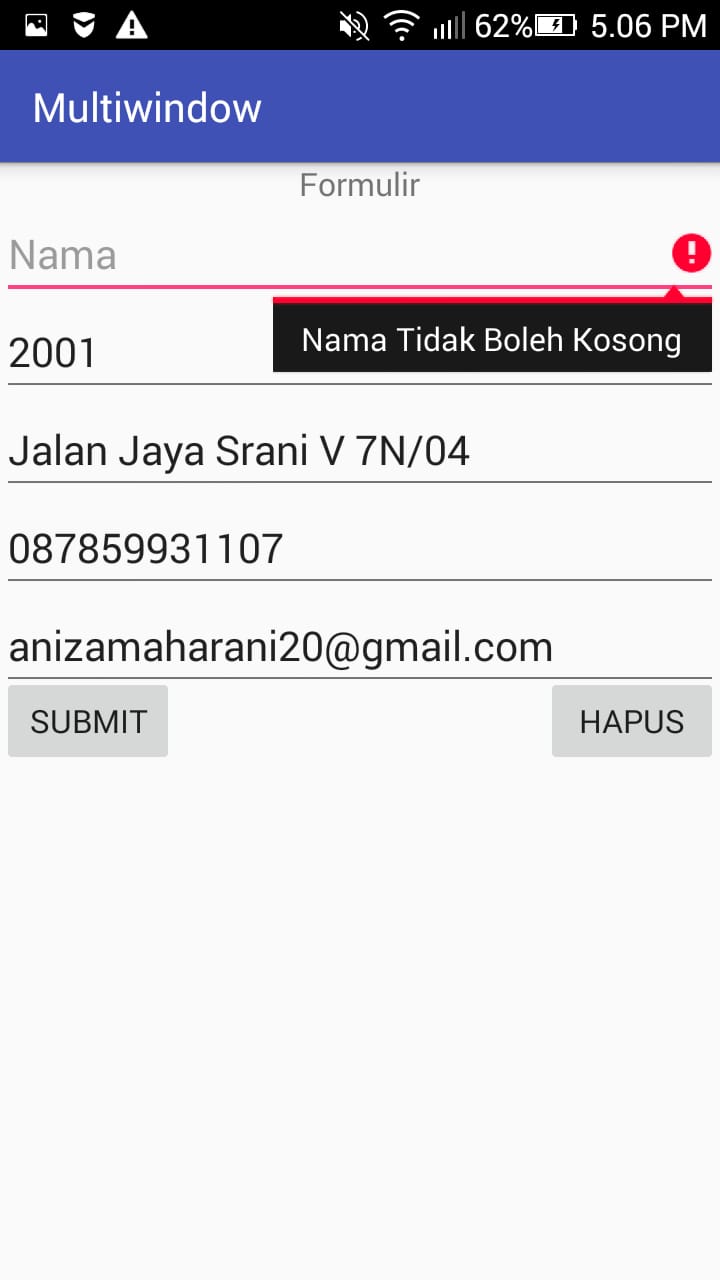 62% 5.06 PM
Multiwindow
Formulir
Nama
Nama Tidak Boleh Kosong
2001
Jalan Jaya Srani V 7N/04
087859931107
anizamaharani20@gmail.com
SUBMIT HAPUS